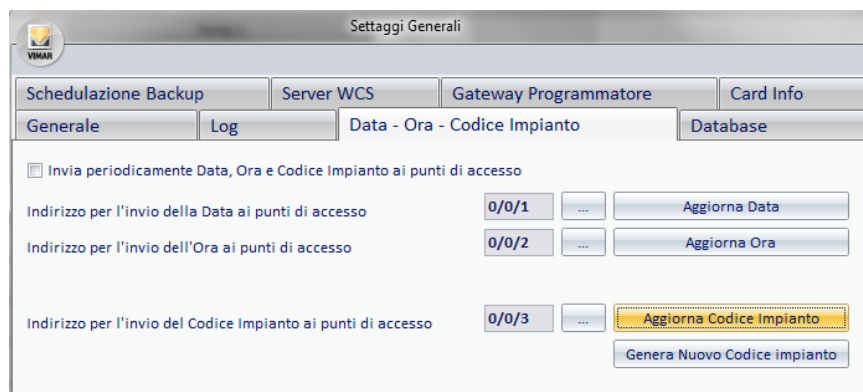 Settaggi Generali
VIMAR
Schedulazione Backup Server WCS Gateway Programmatore Card Info
Generale Log Data - Ora - Codice Impianto Database
Invia periodicamente Data, Ora e Codice Impianto ai punti di accesso
Indirizzo per l'invio della Data ai punti di accesso 0/0/1 ... Aggiorna Data
Indirizzo per l'invio dell'Ora ai punti di accesso 0/0/2 ... Aggiorna Ora
Indirizzo per l'invio del Codice Impianto ai punti di accesso 0/0/3 ... Aggiorna Codice Impianto
Genera Nuovo Codice impianto